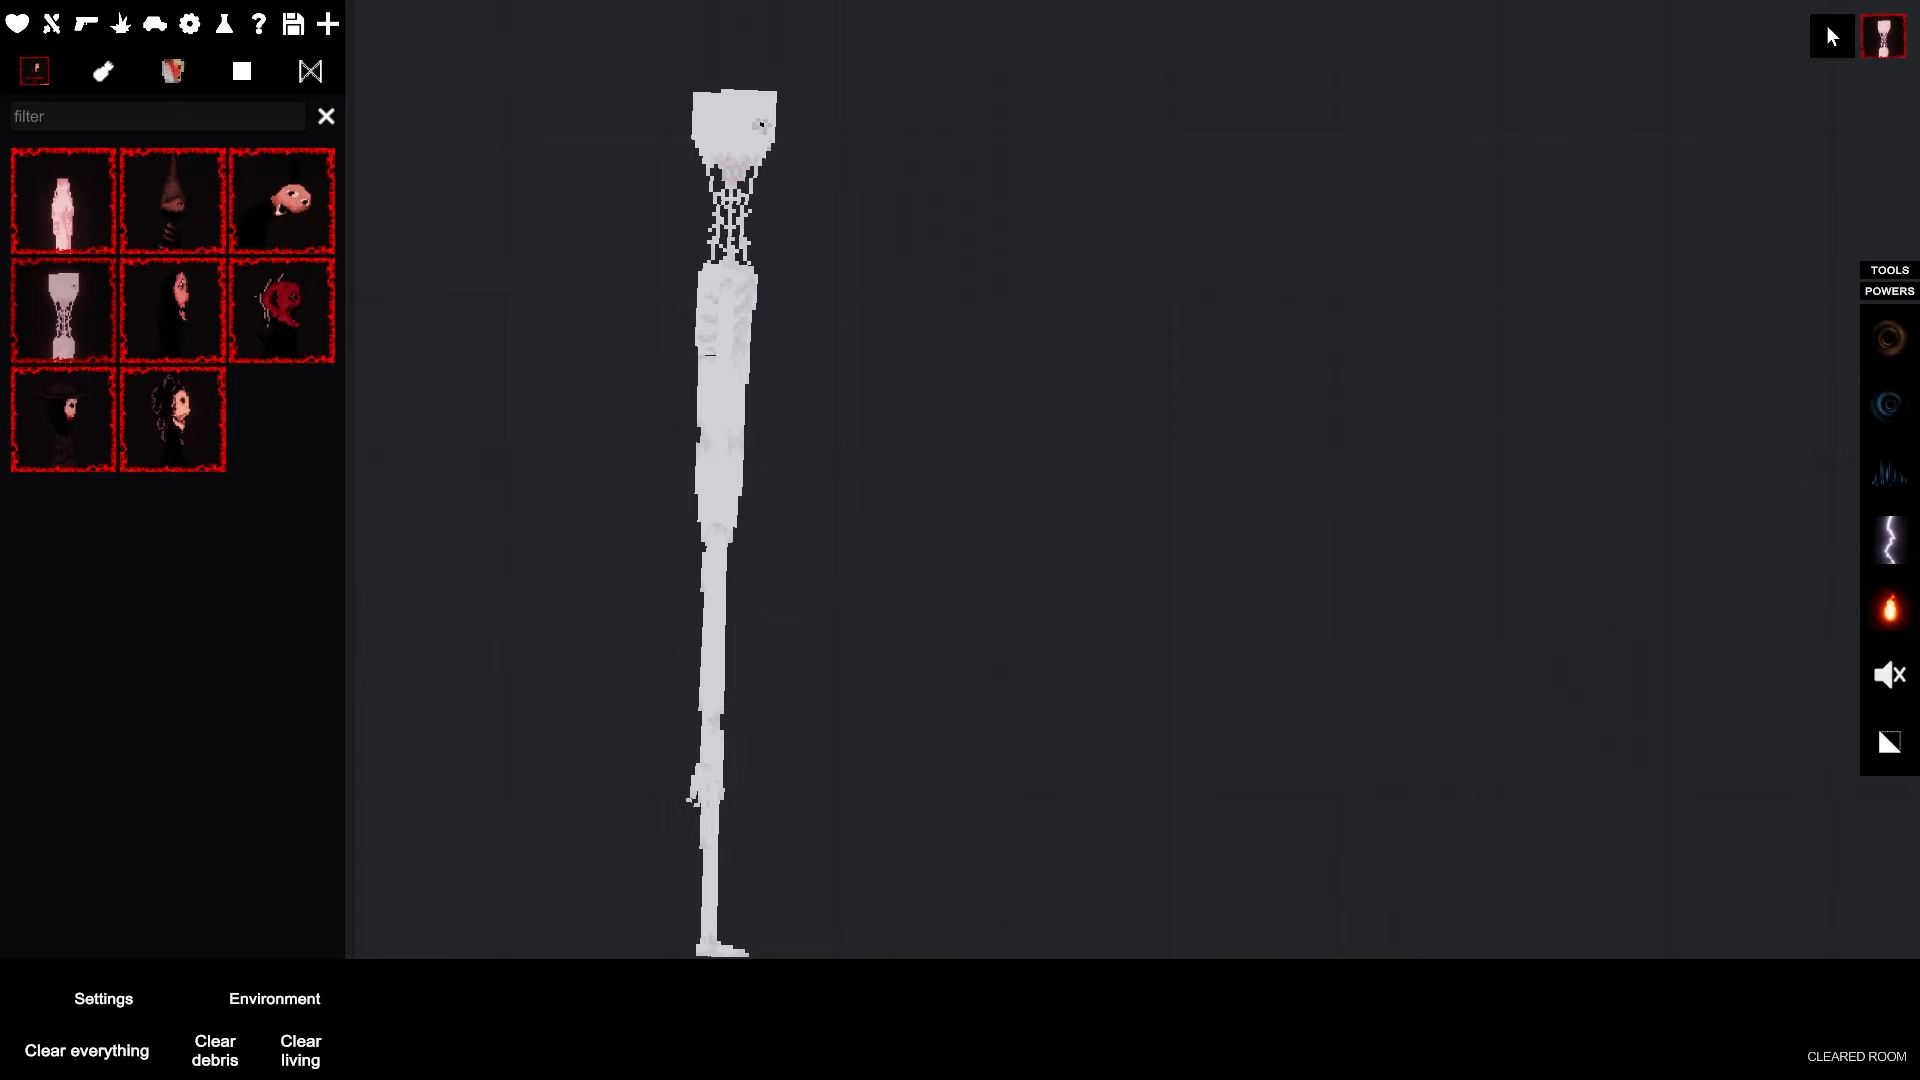 filter
TOOLS
POWERS
Settings
Environment
Clear everything
Clear
debris
Clear
living
CLEARED ROOM